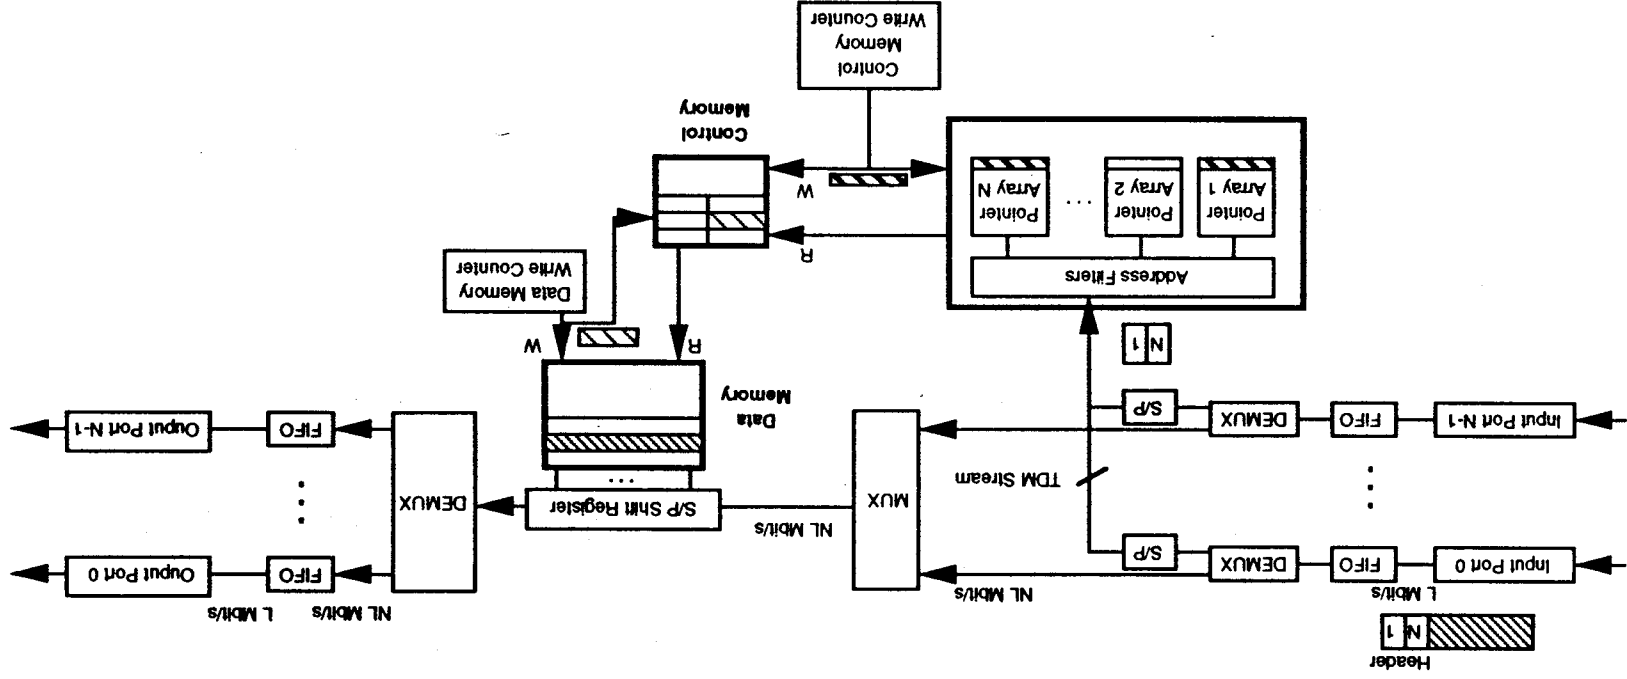 Header
N 1
Input Port 0
L Mbit/s
FIFO
DEMUX
S/P
NL Mbit/s
MUX
NL Mbit/s
S/P Shift Register
...
DEMUX
NL Mbit/s
FIFO
L Mbit/s
Ouput Port 0
TDM Stream
Input Port N-1
FIFO
DEMUX
S/P
N 1
Data
Memory
R
W
FIFO
Ouput Port N-1
Address Filters
Pointer
Array 1
Pointer
Array 2
...
Pointer
Array N
R
W
Control
Memory
Data Memory
Write Counter
Control
Memory
Write Counter